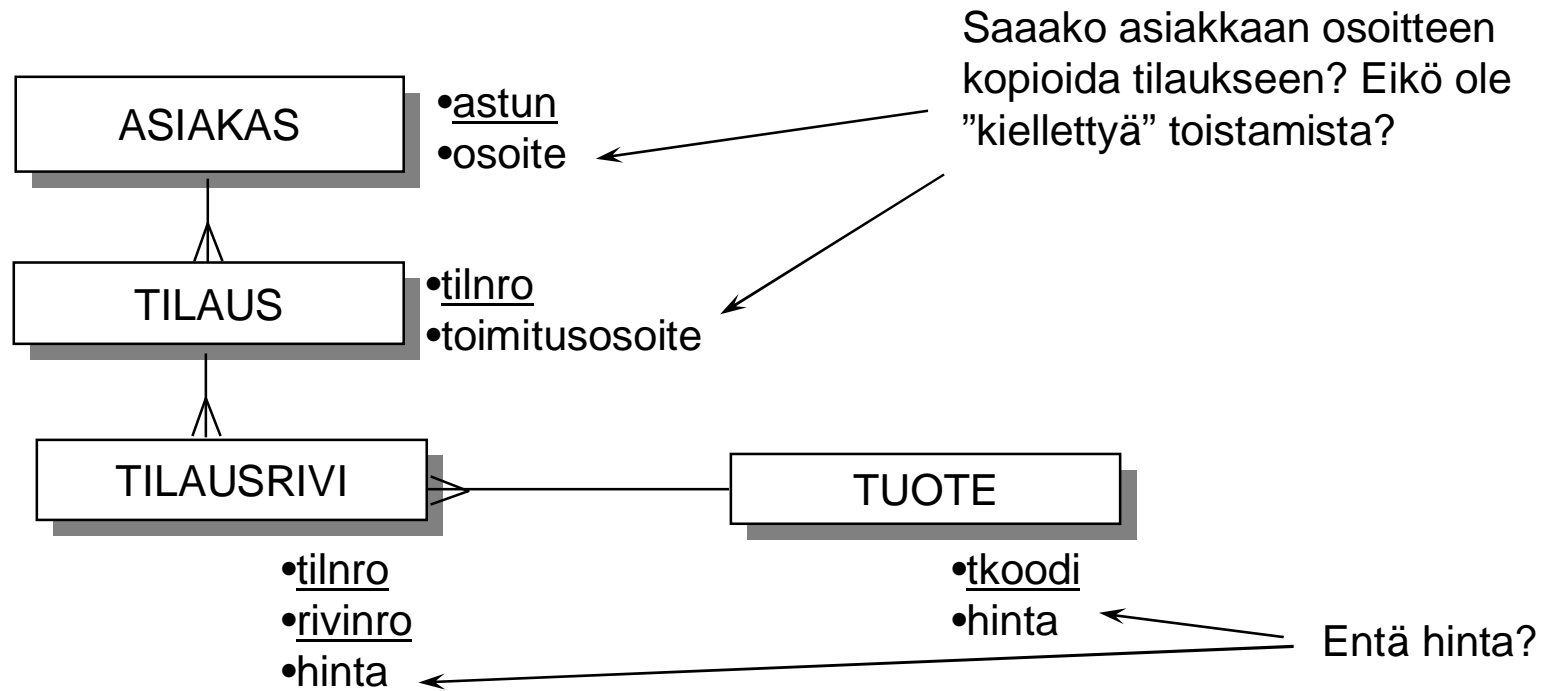 Saaako asiakkaan osoitteen
kopioida tilaukseen? Eikö ole
”kiellettyä” toistamista?
ASIAKAS
•astun
•osoite
TILAUS
•tilnro
•toimitusosoite
TILAUSRIVI
TUOTE
•tilnro
•rivinro
•hinta
•tkoodi
•hinta
Entä hinta?